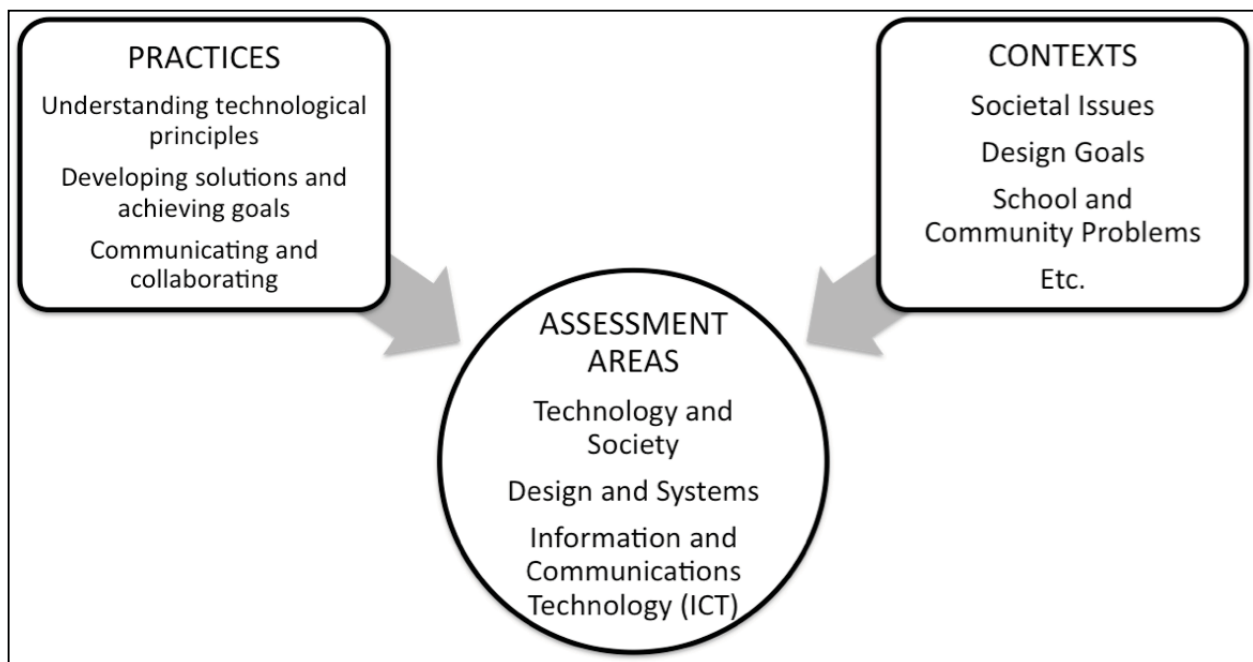 PRACTICES
Understanding technological
principles
Developing solutions and
achieving goals
Communicating and
collaborating
CONTEXTS
Societal Issues
Design Goals
School and
Community Problems
Etc.
ASSESSMENT
AREAS
Technology and
Society
Design and Systems
Information and
Communications
Technology (ICT)